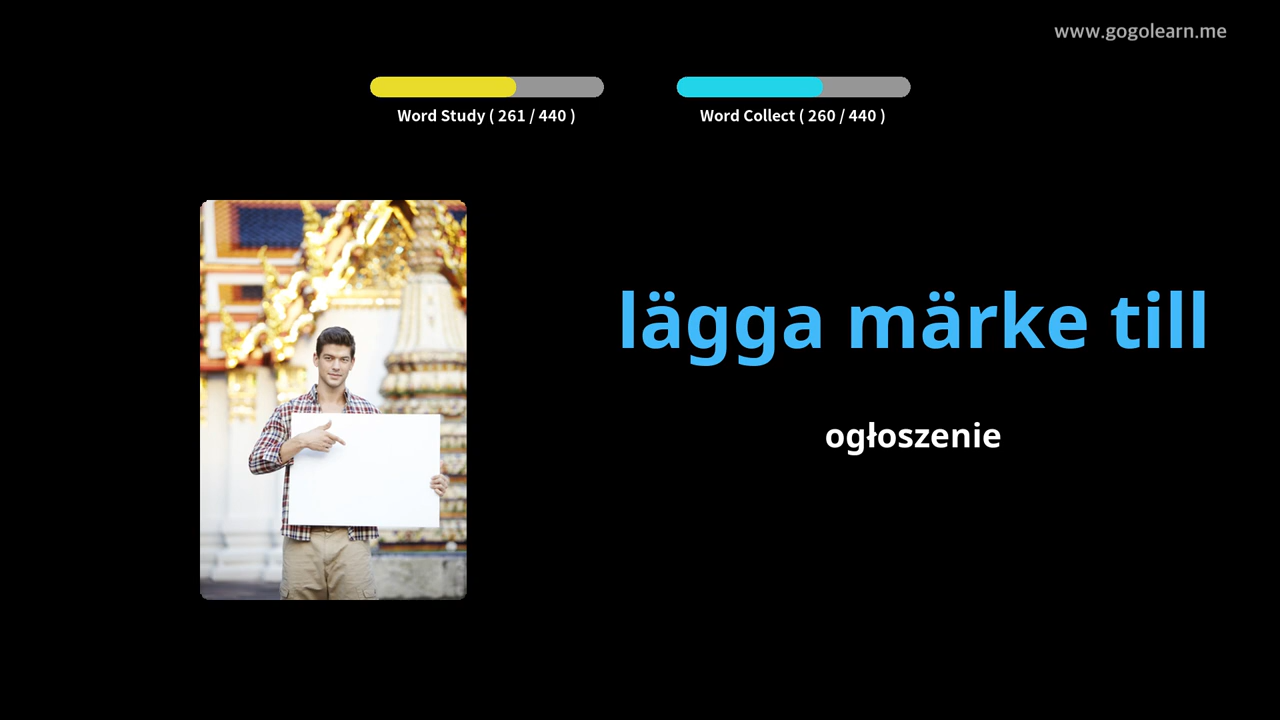 www.gogolearn.me
Word Study ( 261 / 440 )
Word Collect ( 260 / 440 )
lägga märke till
ogłoszenie